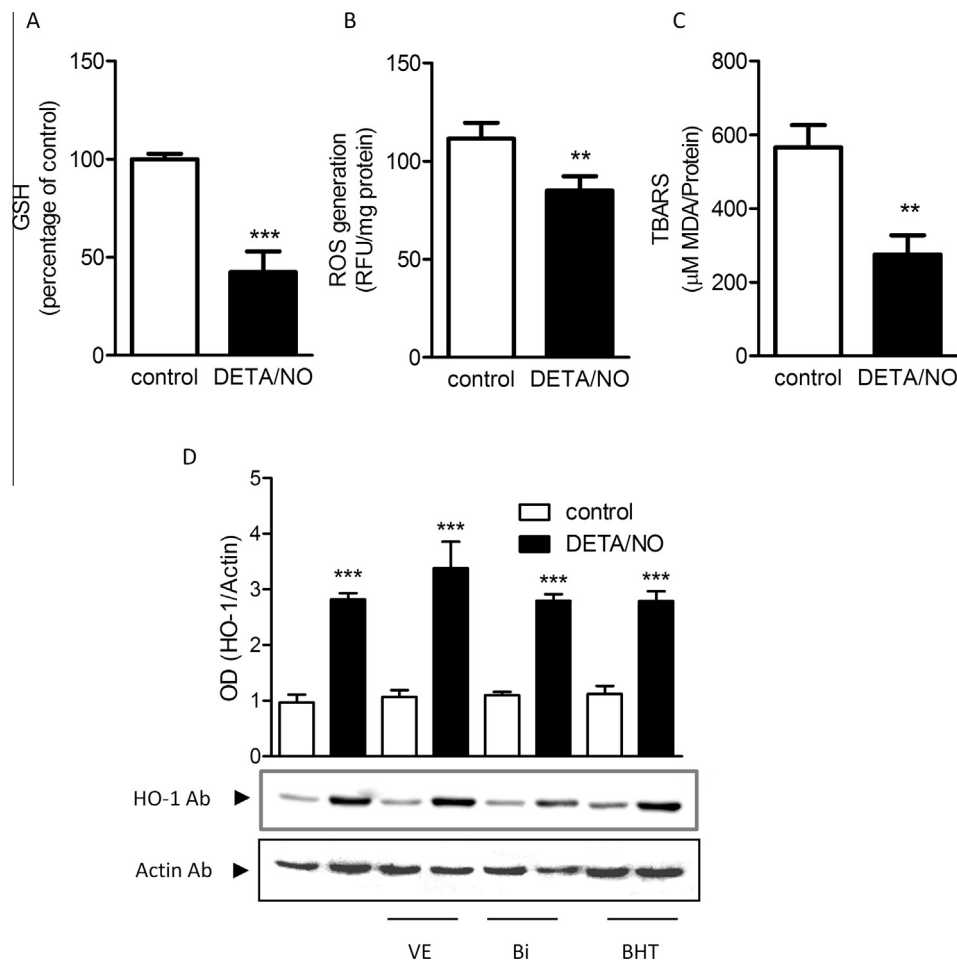 A
B
C
GSH
(percentage of control)
150
100
50
0
***
control
DETA/NO
ROS generation
(RFU/mg protein)
150
100
50
0
**
control
DETA/NO
TBARS
(μM MDA/Protein)
800
600
400
200
0
**
control
DETA/NO
D
OD (HO-1/Actin)
5
4
3
2
1
0
control
DETA/NO
***
***
***
***
HO-1 Ab
Actin Ab
VE
Bi
BHT